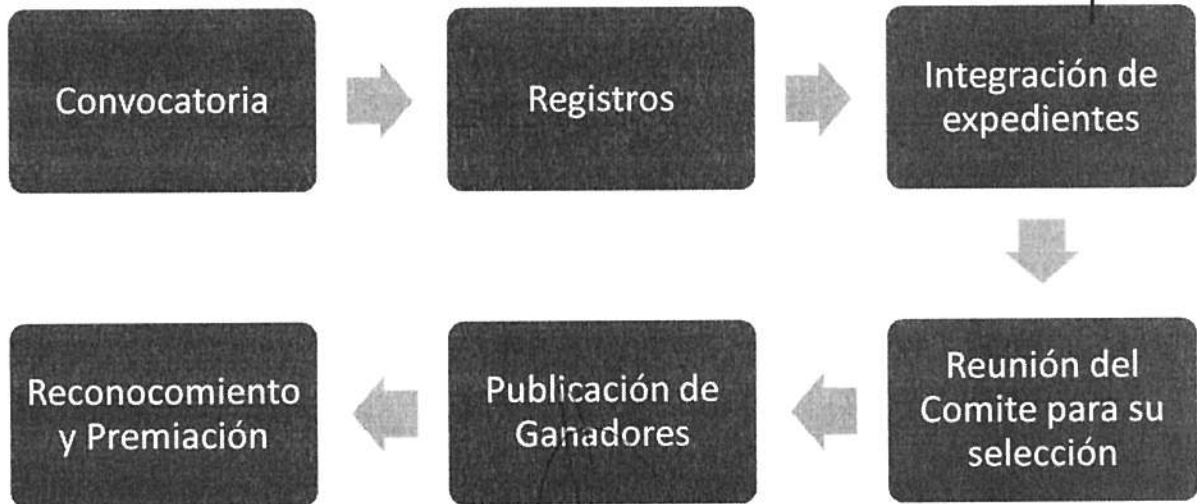 Convocatoria
Registros
Integración de
expedientes
Reunión del
Comite para su
selección
Publicación de
Ganadores
Reconocomiento
y Premiación